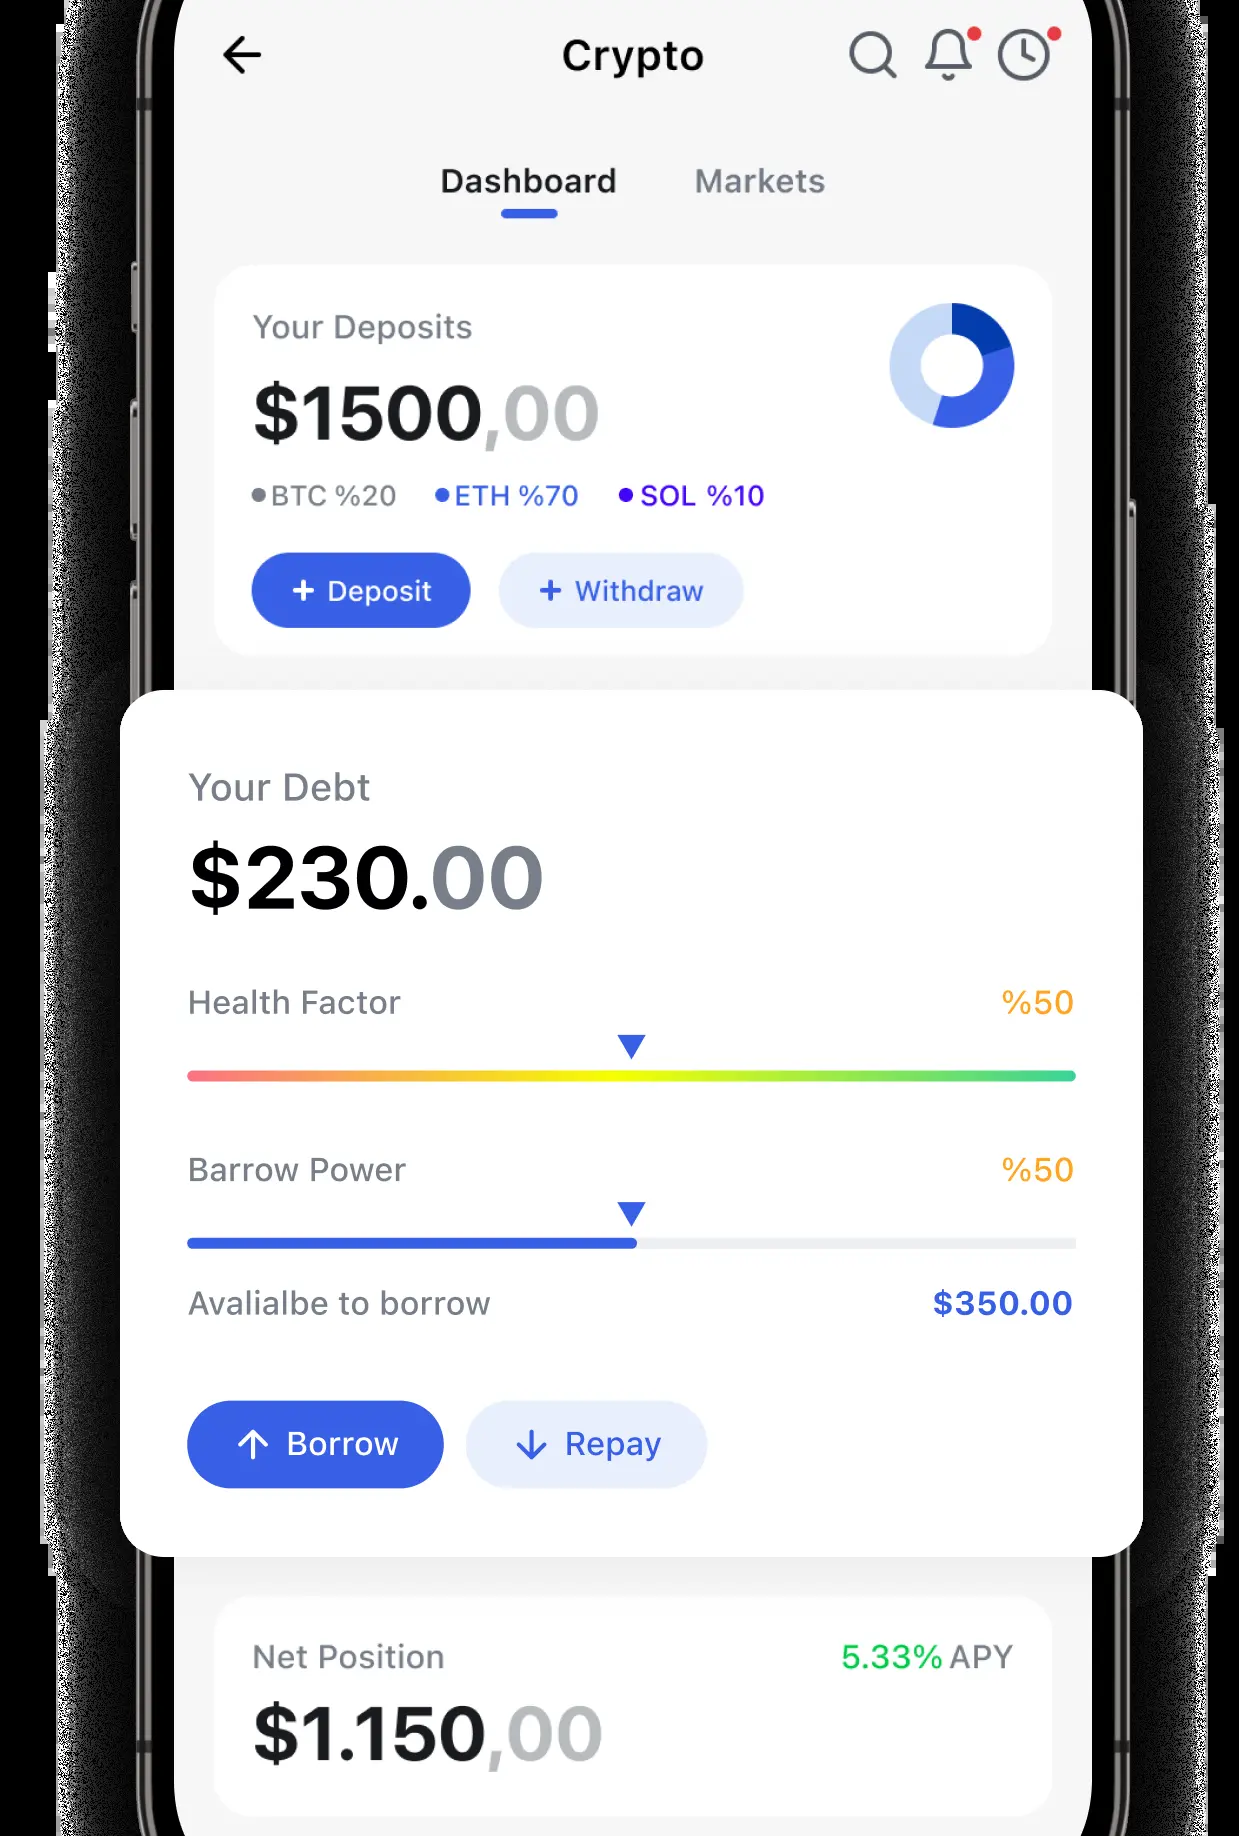 Crypto
Dashboard Markets
Your Deposits
$1500,00
BTC %20 ETH %70 SOL %10
+ Deposit + Withdraw
Your Debt
$230.00
Health Factor %50
Barrow Power %50
Avalialbe to borrow $350.00
Borrow Repay
Net Position 5.33% APY
$1.150,00